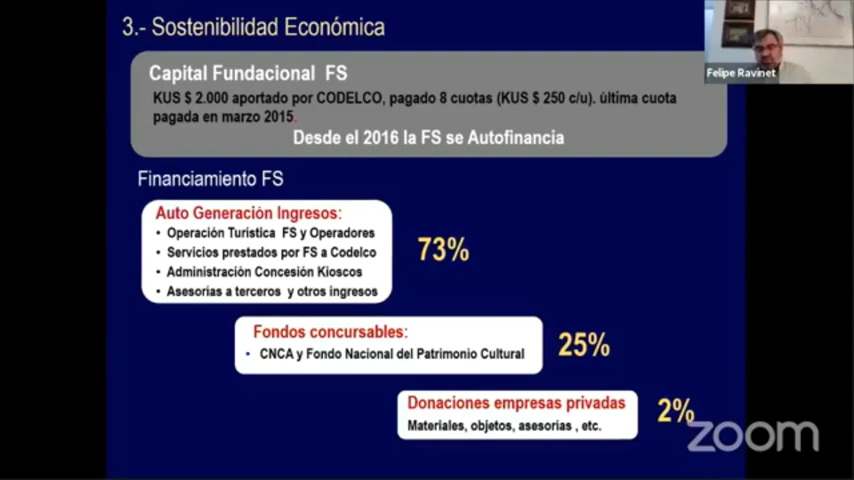 3.- Sostenibilidad Económica
Felipe Ravinet
Capital Fundacional FS
KUS $ 2.000 aportado por CODELCO, pagado 8 cuotas (KUS $ 250 c/u). última cuota
pagada en marzo 2015.
Desde el 2016 la FS se Autofinancia
Financiamiento FS
Auto Generación Ingresos:
• Operación Turística FS y Operadores
• Servicios prestados por FS a Codelco
• Administración Concesión Kioscos
• Asesorías a terceros y otros ingresos
73%
Fondos concursables:
• CNCA y Fondo Nacional del Patrimonio Cultural
25%
Donaciones empresas privadas
Materiales, objetos, asesorias , etc.
2%
zoom